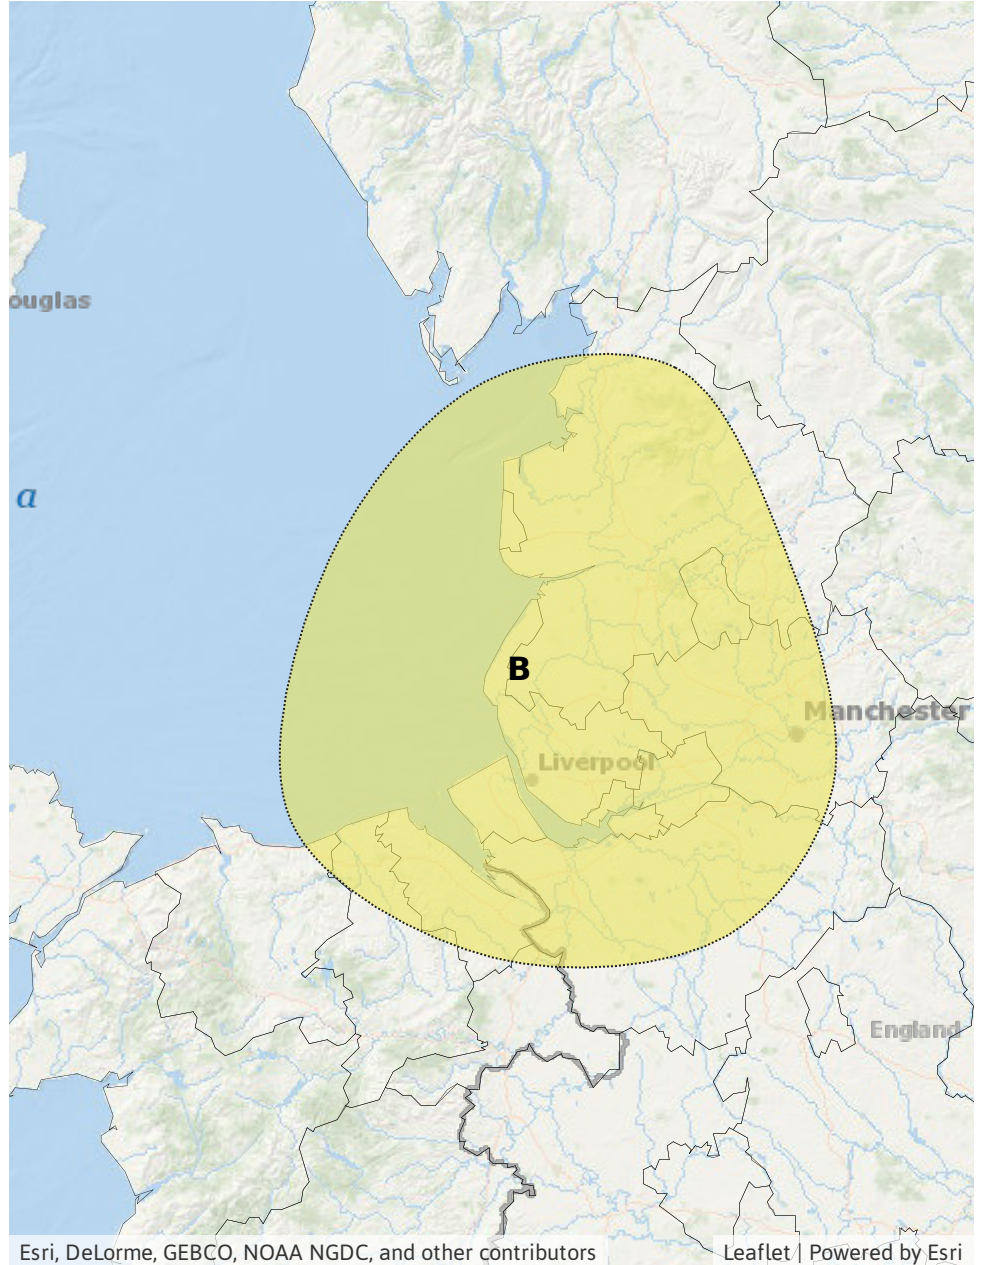 ouglas
a
B
Manchester
Liverpool
England
Esri, DeLorme, GEBCO, NOAA NGDC, and other contributors
Leaflet | Powered by Esri